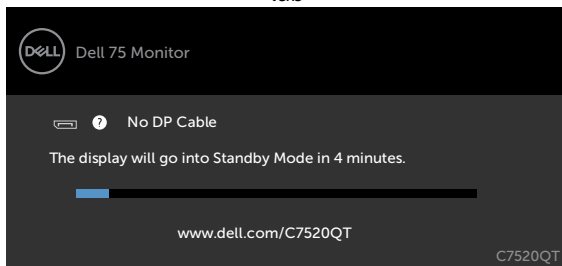 DELL
Dell 75 Monitor
? No DP Cable
The display will go into Standby Mode in 4 minutes.
www.dell.com/C7520QT
C7520QT